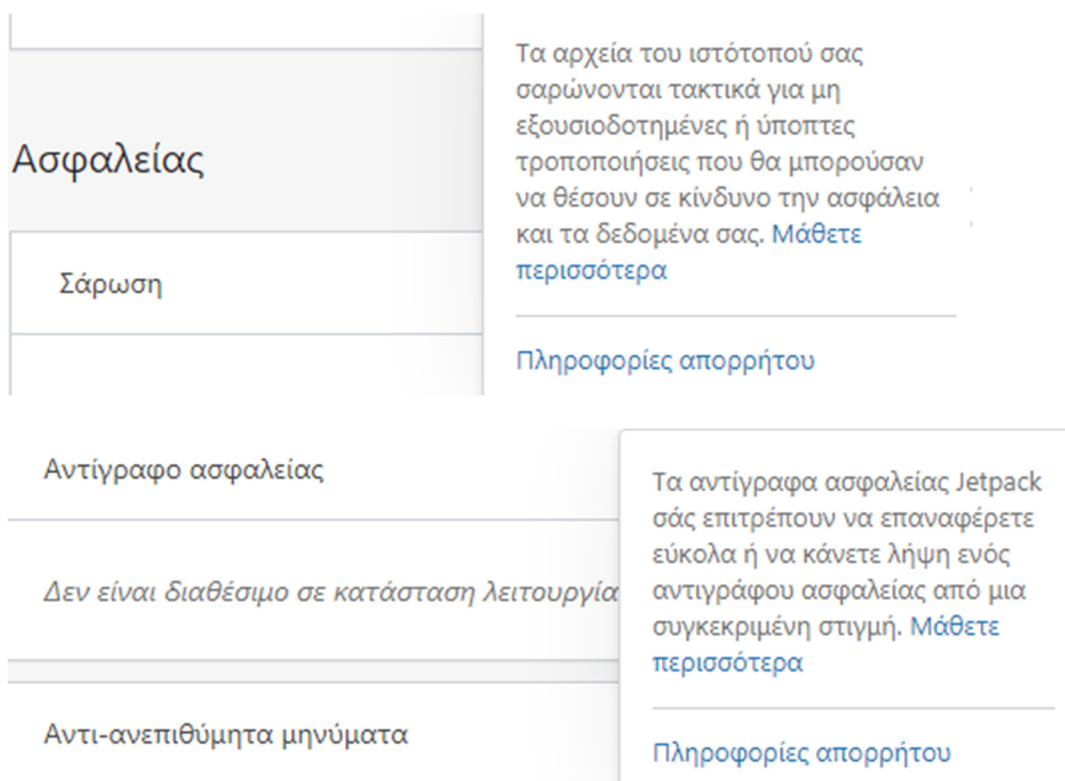 Τα αρχεία του ιστότοπού σας
σαρώνονται τακτικά για μη
εξουσιοδοτημένες ή ύποπτες
τροποποιήσεις που θα μπορούσαν
να θέσουν σε κίνδυνο την ασφάλεια
και τα δεδομένα σας. Μάθετε
περισσότερα
Πληροφορίες απορρήτου
Ασφαλείας
Σάρωση
Αντίγραφο ασφαλείας
Δεν είναι διαθέσιμο σε κατάσταση λειτουργία
Αντι-ανεπιθύμητα μηνύματα
Τα αντίγραφα ασφαλείας Jetpack
σάς επιτρέπουν να επαναφέρετε
εύκολα ή να κάνετε λήψη ενός
αντιγράφου ασφαλείας από μια
συγκεκριμένη στιγμή. Μάθετε
περισσότερα
Πληροφορίες απορρήτου